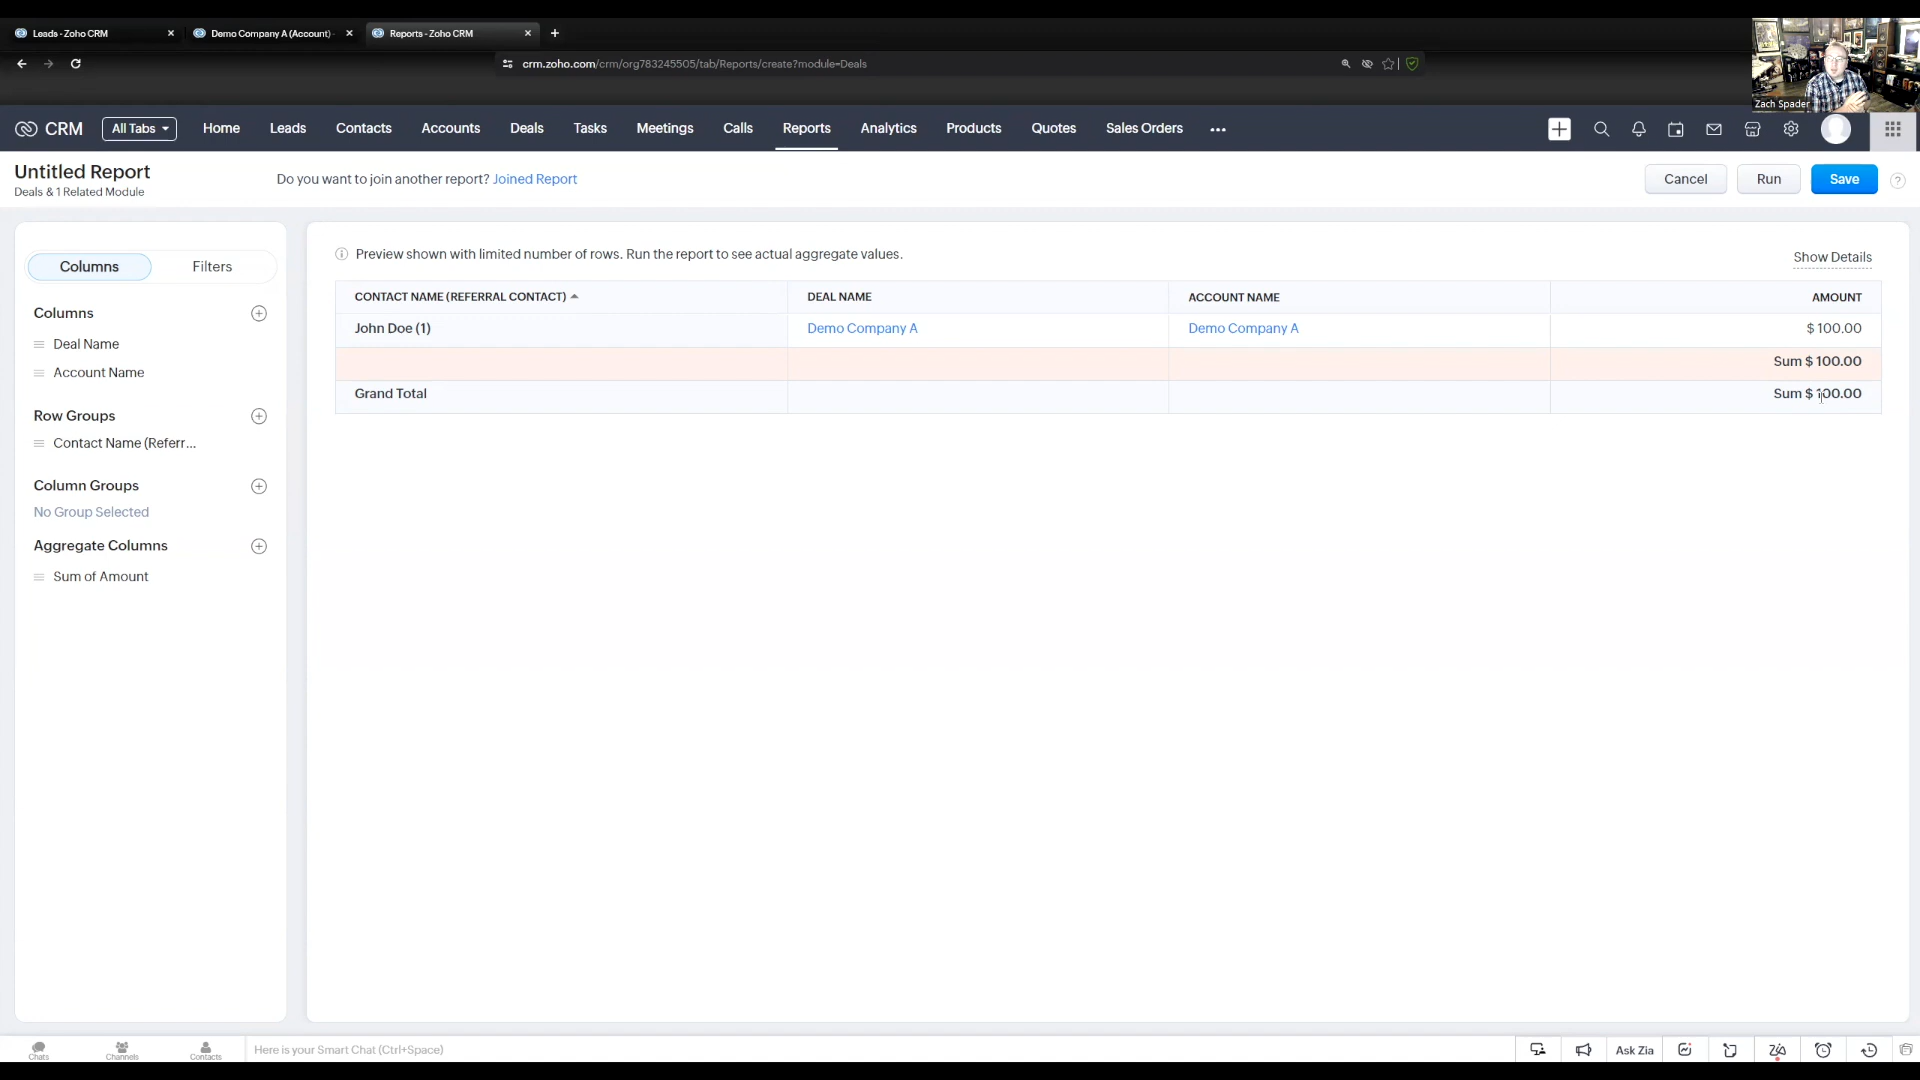 Leads - Zoho CRM
Demo Company A (Account)
Reports - Zoho CRM
crm.zoho.com/crm/org783245505/tab/Reports/create?module=Deals
Zach Spader
CRM
All Tabs
Home
Leads
Contacts
Accounts
Deals
Tasks
Meetings
Calls
Reports
Analytics
Products
Quotes
Sales Orders
Untitled Report
Deals & 1 Related Module
Do you want to join another report? Joined Report
Cancel
Run
Save
Columns
Filters
Columns
Deal Name
Account Name
Row Groups
Contact Name (Referr...
Column Groups
No Group Selected
Aggregate Columns
Sum of Amount
Preview shown with limited number of rows. Run the report to see actual aggregate values.
Show Details
CONTACT NAME (REFERRAL CONTACT) DEAL NAME ACCOUNT NAME AMOUNT
John Doe (1) Demo Company A Demo Company A $ 100.00
Sum $ 100.00
Grand Total Sum $ 100.00
Chats
Channels
Contacts
Here is your Smart Chat (Ctrl+Space)
Ask Zia